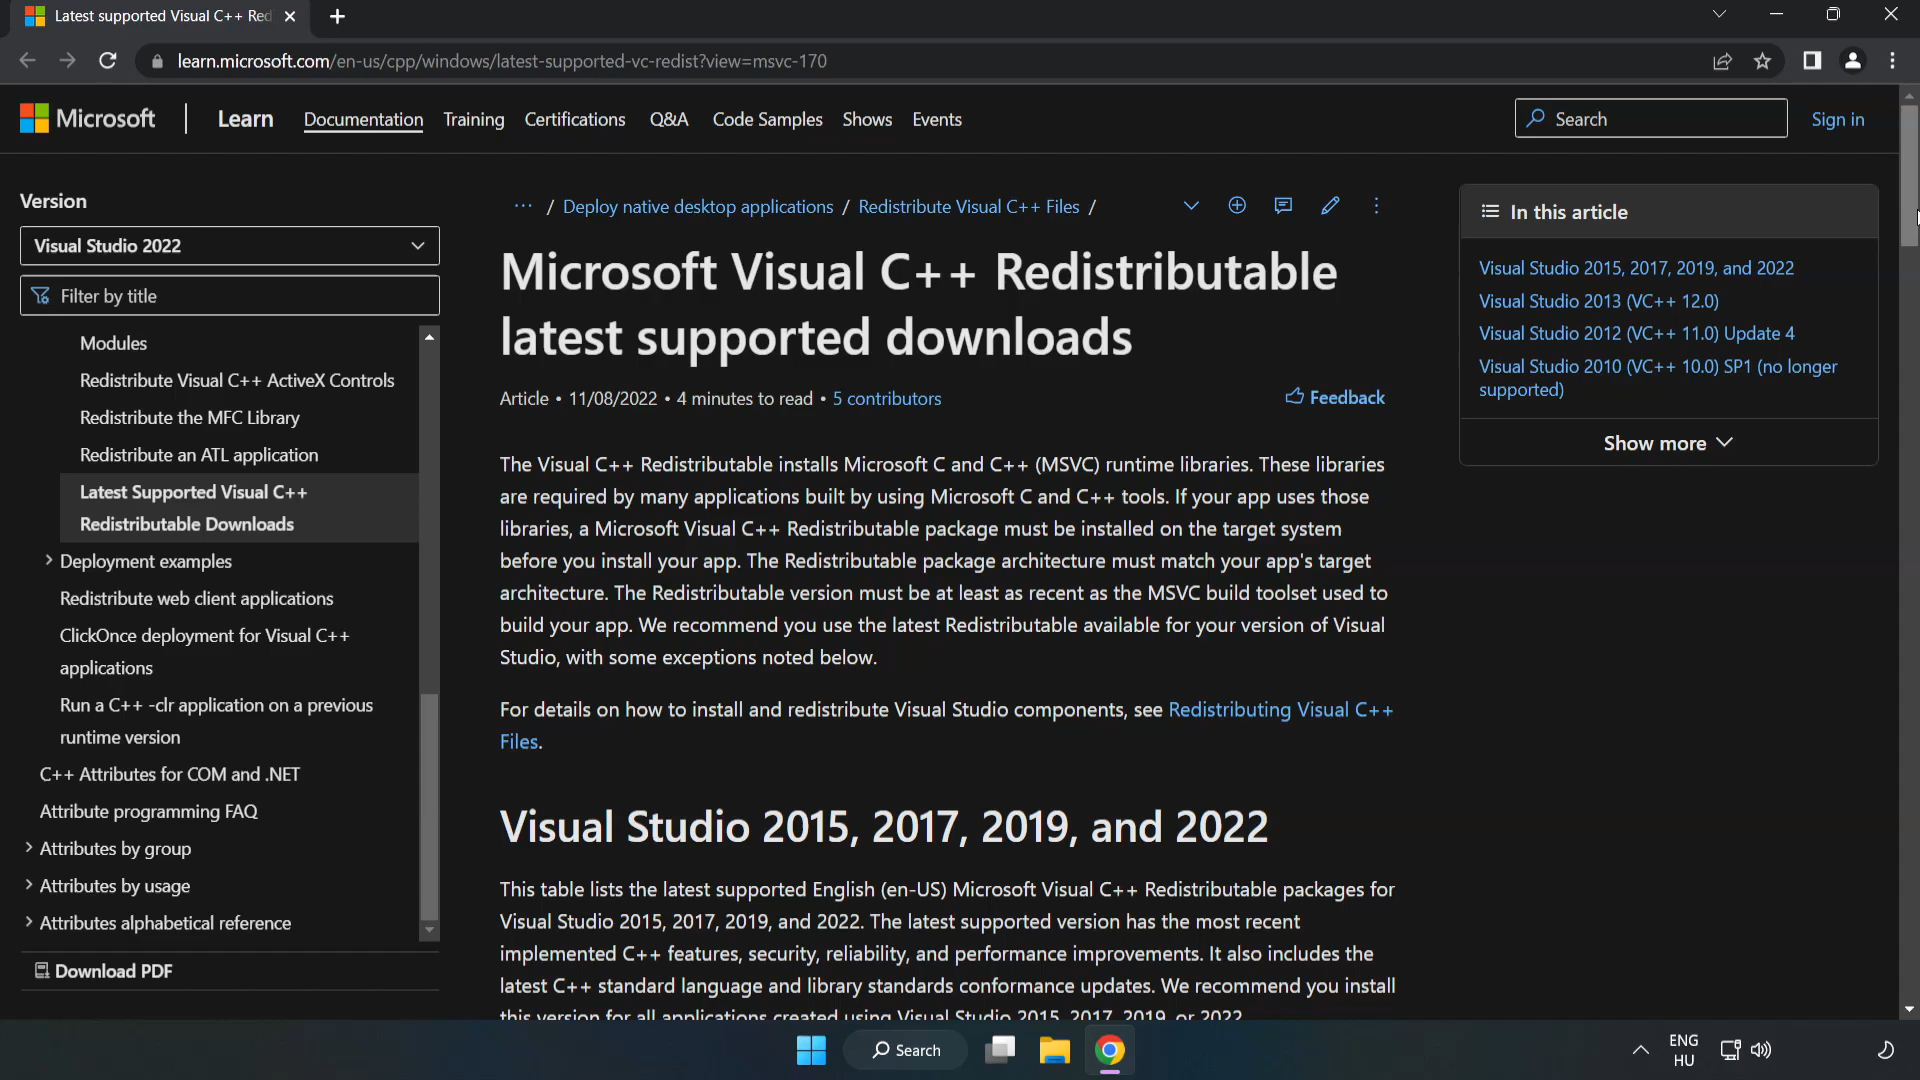 Latest supported Visual C++ Red
learn.microsoft.com/en-us/cpp/windows/latest-supported-vc-redist?view=msvc-170
Microsoft
Learn
Documentation
Training
Certifications
Q&A
Code Samples
Shows
Events
Search
Sign in
Version
Visual Studio 2022
Filter by title
Modules
Redistribute Visual C++ ActiveX Controls
Redistribute the MFC Library
Redistribute an ATL application
Latest Supported Visual C++
Redistributable Downloads
Deployment examples
Redistribute web client applications
ClickOnce deployment for Visual C++
applications
Run a C++ -clr application on a previous
runtime version
C++ Attributes for COM and .NET
Attribute programming FAQ
Attributes by group
Attributes by usage
Attributes alphabetical reference
Download PDF
... / Deploy native desktop applications / Redistribute Visual C++ Files /
Microsoft Visual C++ Redistributable
latest supported downloads
Article • 11/08/2022 • 4 minutes to read • 5 contributors
Feedback
The Visual C++ Redistributable installs Microsoft C and C++ (MSVC) runtime libraries. These libraries
are required by many applications built by using Microsoft C and C++ tools. If your app uses those
libraries, a Microsoft Visual C++ Redistributable package must be installed on the target system
before you install your app. The Redistributable package architecture must match your app's target
architecture. The Redistributable version must be at least as recent as the MSVC build toolset used to
build your app. We recommend you use the latest Redistributable available for your version of Visual
Studio, with some exceptions noted below.
For details on how to install and redistribute Visual Studio components, see Redistributing Visual C++
Files.
Visual Studio 2015, 2017, 2019, and 2022
This table lists the latest supported English (en-US) Microsoft Visual C++ Redistributable packages for
Visual Studio 2015, 2017, 2019, and 2022. The latest supported version has the most recent
implemented C++ features, security, reliability, and performance improvements. It also includes the
latest C++ standard language and library standards conformance updates. We recommend you install
this version for all applications created using Visual Studio 2015, 2017, 2019, or 2022.
In this article
Visual Studio 2015, 2017, 2019, and 2022
Visual Studio 2013 (VC++ 12.0)
Visual Studio 2012 (VC++ 11.0) Update 4
Visual Studio 2010 (VC++ 10.0) SP1 (no longer
supported)
Show more
Search
ENG
HU